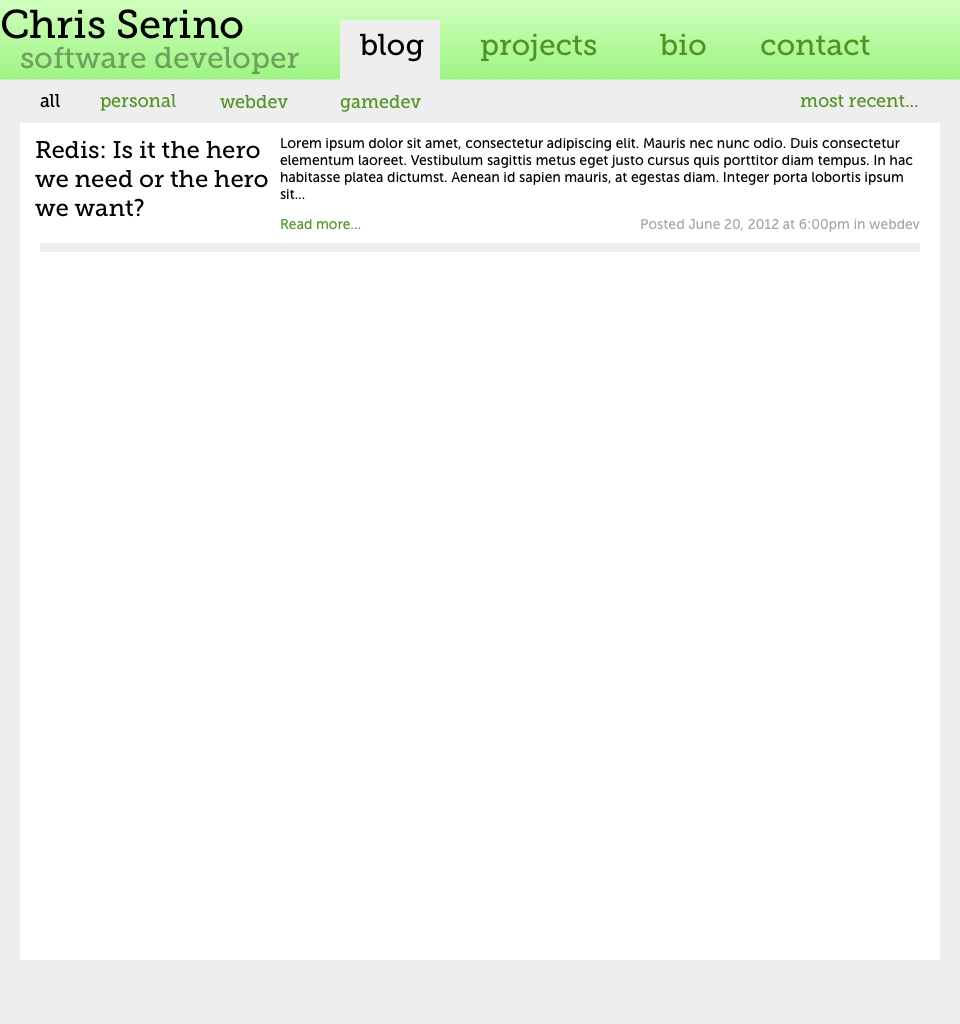 Chris Serino
software developer
blog projects bio contact
all personal webdev gamedev most recent...
Redis: Is it the hero
we need or the hero
we want?
Lorem ipsum dolor sit amet, consectetur adipiscing elit. Mauris nec nunc odio. Duis consectetur
elementum laoreet. Vestibulum sagittis metus eget justo cursus quis porttitor diam tempus. In hac
habitasse platea dictumst. Aenean id sapien mauris, at egestas diam. Integer porta lobortis ipsum
sit...
Read more... Posted June 20, 2012 at 6:00pm in webdev